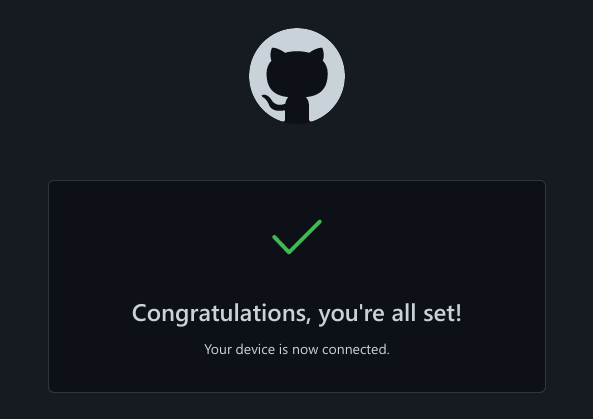 Congratulations, you're all set!
Your device is now connected.